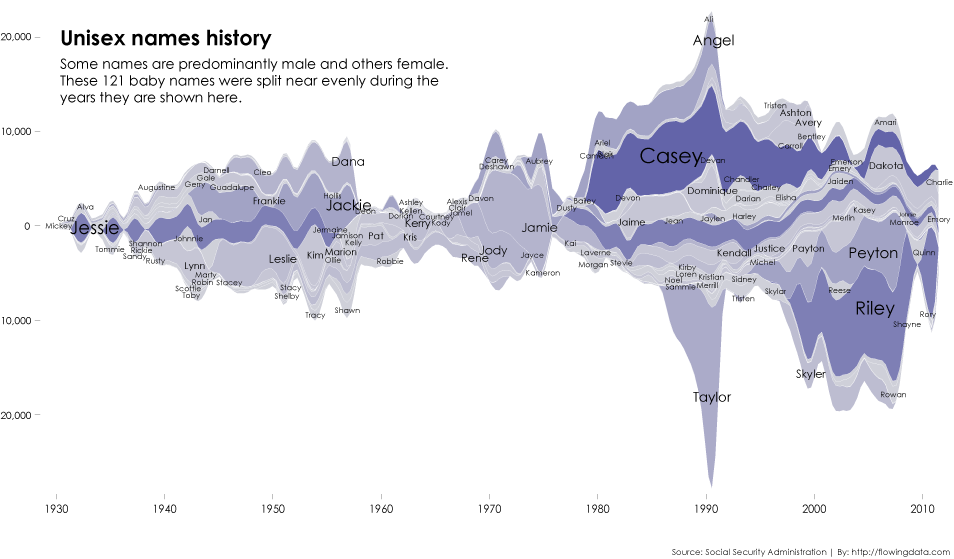 Unisex names history
Some names are predominantly male and others female.
These 121 baby names were split near evenly during the
years they are shown here.
20,000
10,000
0
10,000
20,000
Ali
Angel
Tristen
Ashton
Avery
Bentley
Carroll
Amari
Ariel
Casey
Devan
Emerson
Emery
Dakota
Charlie
Dana
Darnell
Gale
Gerry
Guadalupe
Cleo
Augustine
Carey
Deshawn
Aubrey
Chandler
Charley
Jaiden
Dominique
Darian
Elisha
Devon
Bailey
Dusty
Hollis
Frankie
Jackie
Devin
Ashley
Kellen
Dorian
Courtney
Kerry
Kody
Alexis
Clair
Jamel
Davon
Alva
Cruz
Mickey
Jessie
Jan
Johnnie
Jermaine
Jamison
Kelly
Pat
Kris
Jamie
Jaime
Jean
Jaylen
Harley
Merlin
Kasey
Jorde
Monroe
Emory
Tommie
Shannon
Rickie
Sandy
Rusty
Lynn
Marty
Robin
Stacey
Scottie
Toby
Leslie
Kim
Marion
Ollie
Stacy
Shelby
Tracy
Shawn
Robbie
Rene
Jody
Jayce
Kameron
Kai
Laverne
Morgan
Stevie
Kendall
Justice
Michel
Payton
Peyton
Quinn
Kirby
Loren
Noel
Sammie
Kristian
Merrill
Sidney
Tristen
Skylar
Reese
Riley
Shayne
Rory
Taylor
Skyler
Rowan
1930
1940
1950
1960
1970
1980
1990
2000
2010
Source: Social Security Administration | By: http://flowingdata.com